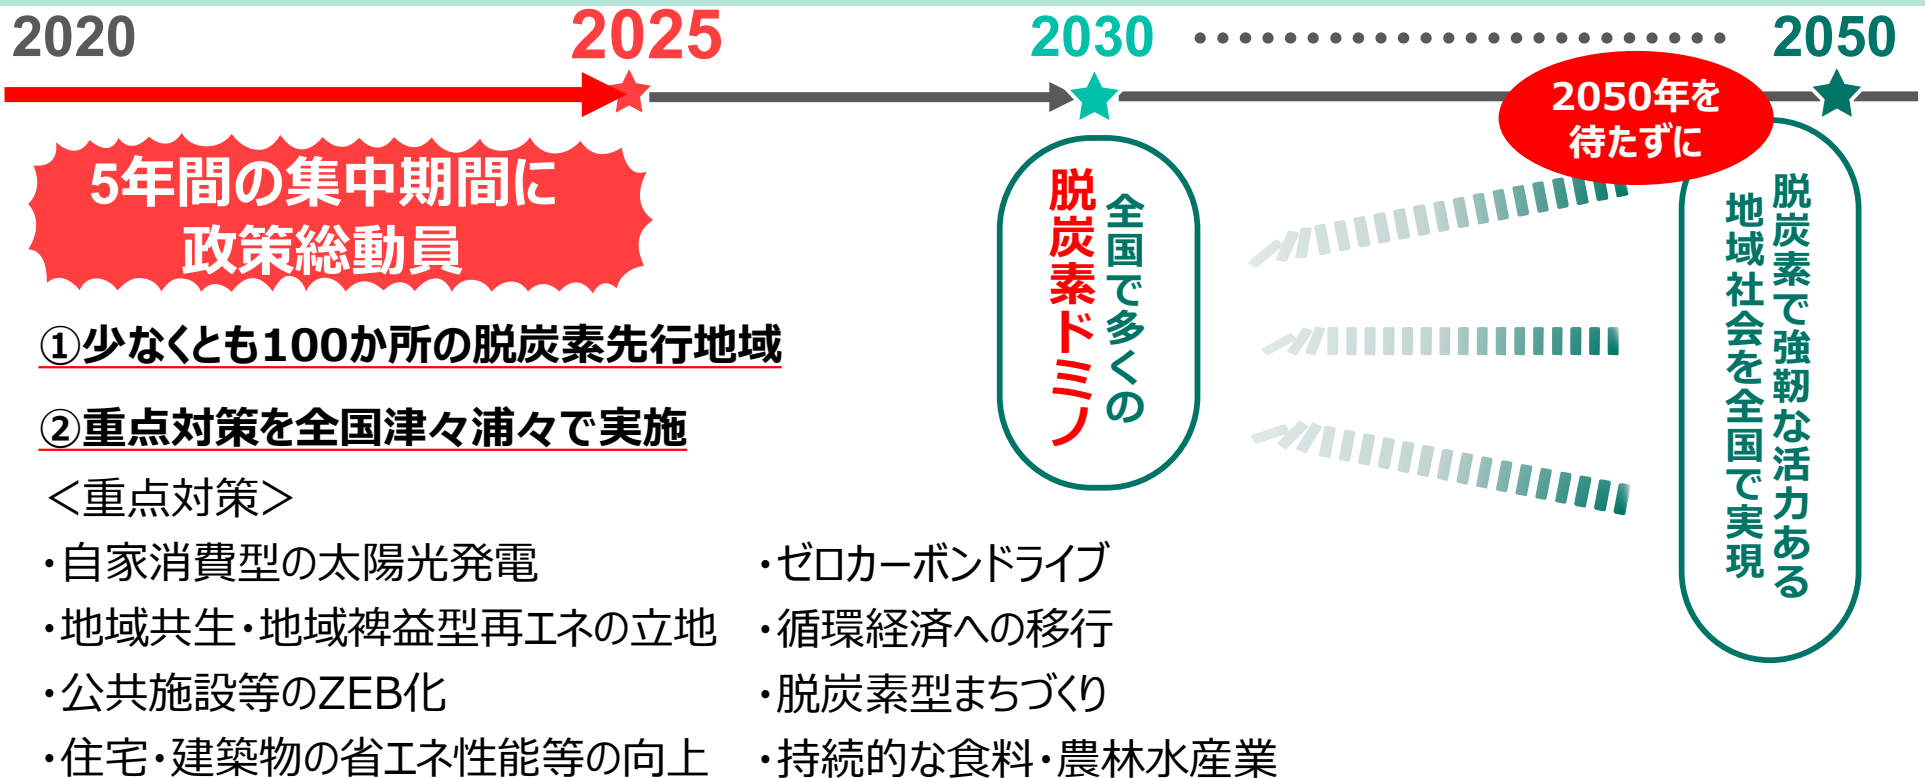 2020
2025
2030
2050
5年間の集中期間に
政策総動員
①少なくとも100か所の脱炭素先行地域
②重点対策を全国津々浦々で実施
＜重点対策＞
・自家消費型の太陽光発電
・地域共生・地域裨益型再エネの立地
・公共施設等のZEB化
・住宅・建築物の省エネ性能等の向上
・ゼロカーボンドライブ
・循環経済への移行
・脱炭素型まちづくり
・持続的な食料・農林水産業
全国で多くの
脱炭素ドミノ
2050年を
待たずに
脱炭素で強靭な活力ある
地域社会を全国で実現